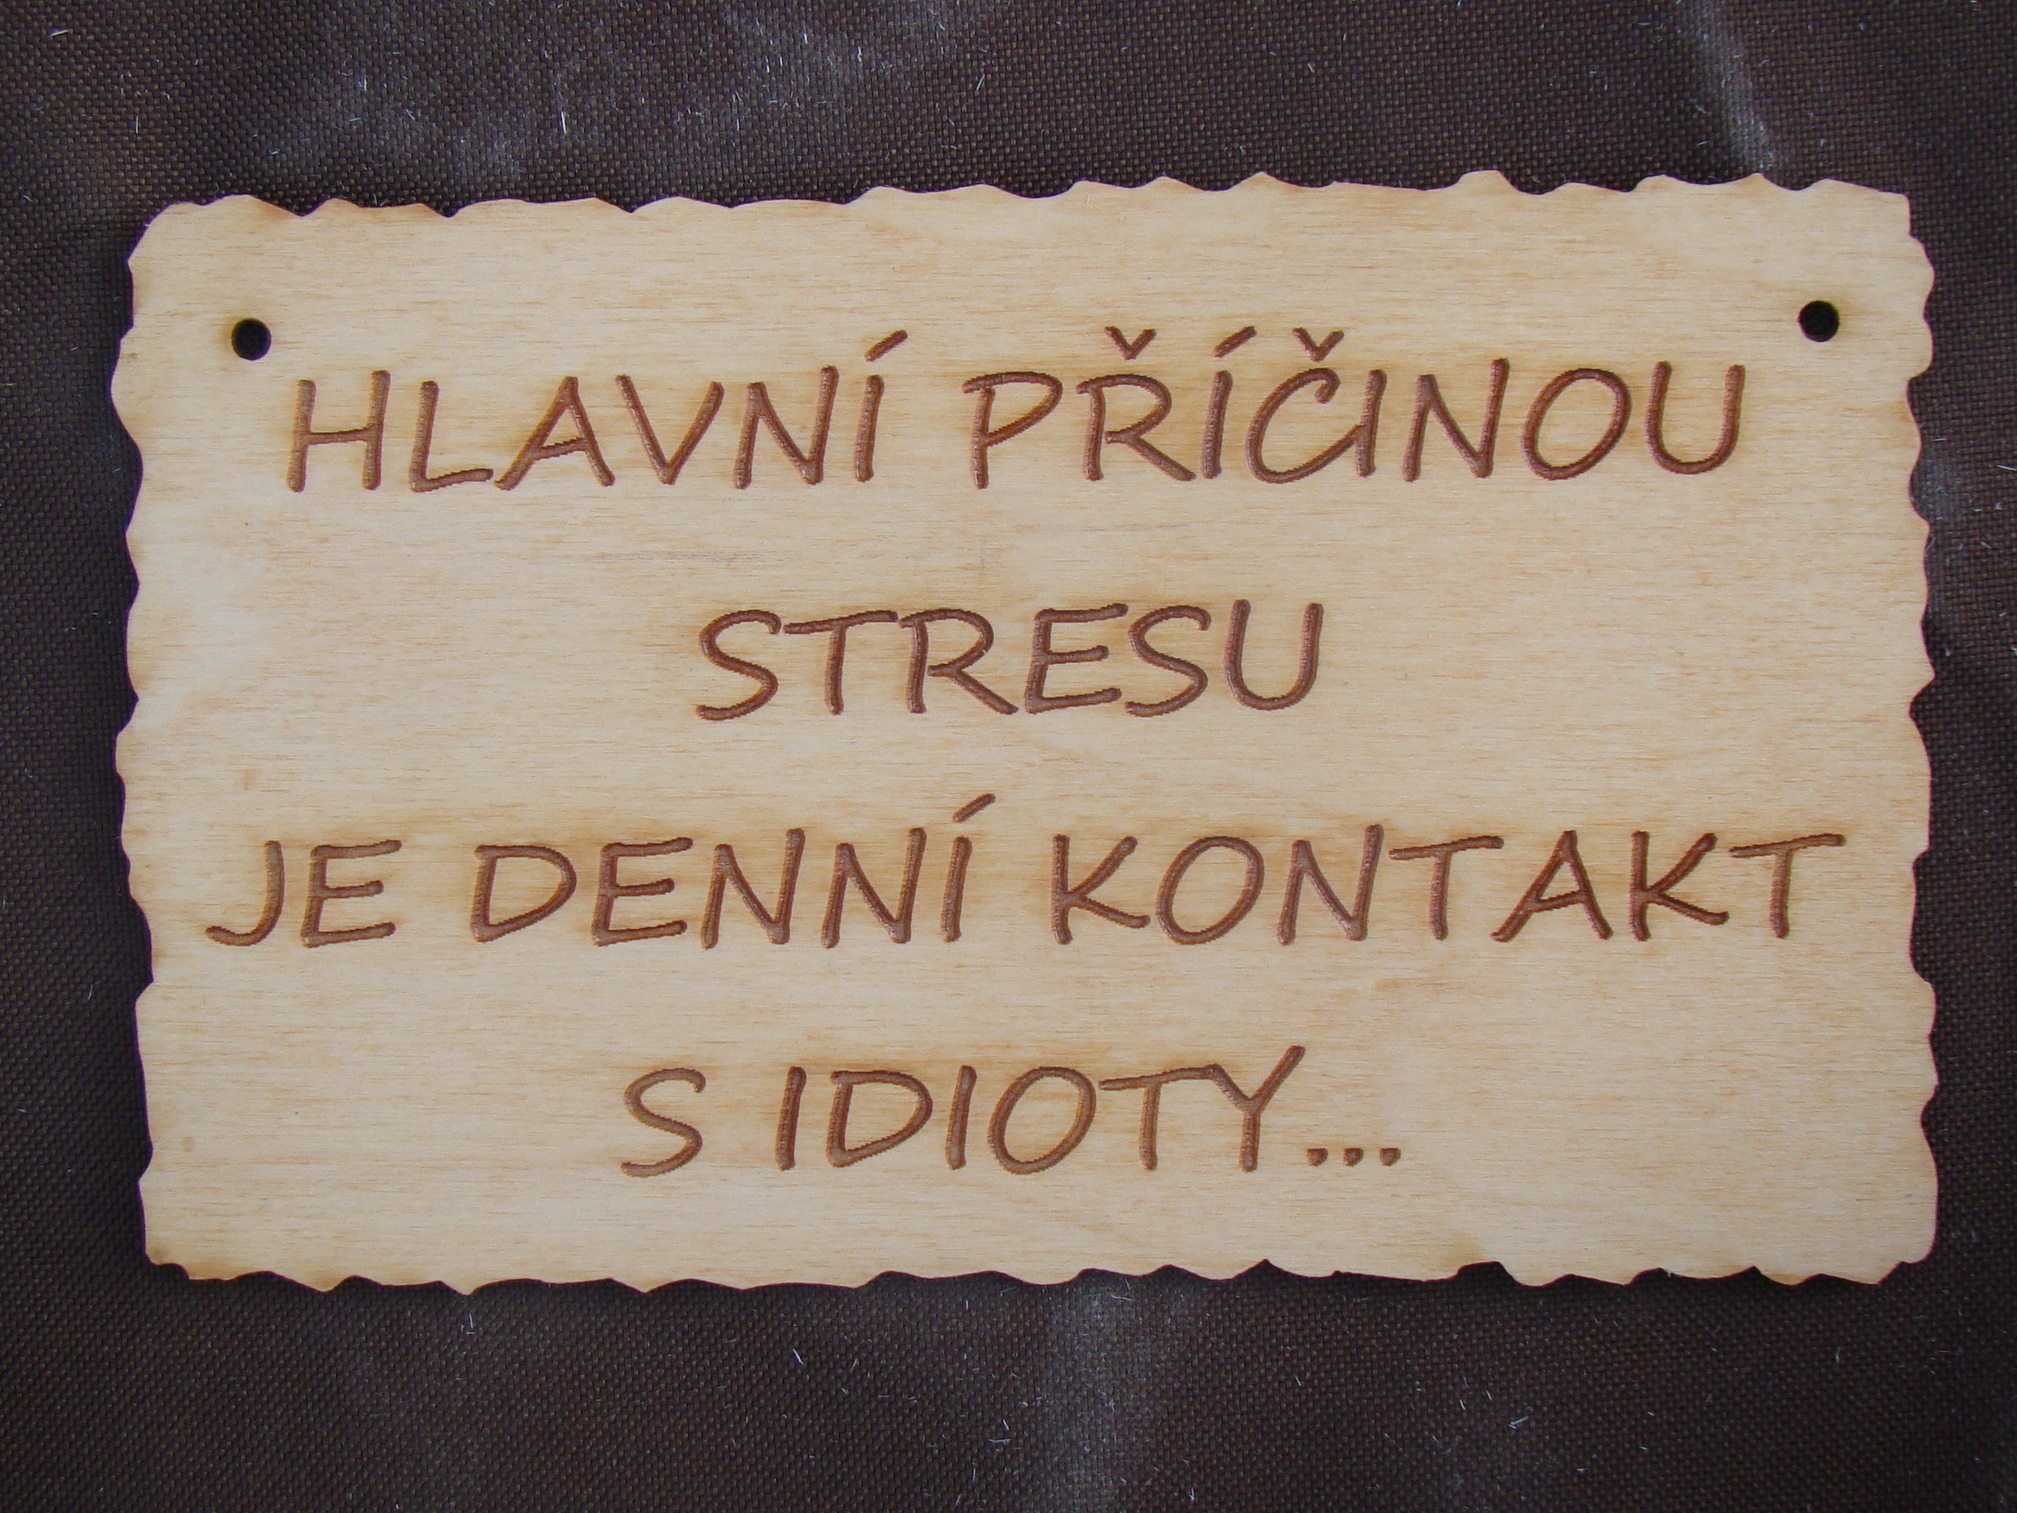 HLAVNÍ PŘÍČINOU
STRESU
JE DENNÍ KONTAKT
S IDIOTY...